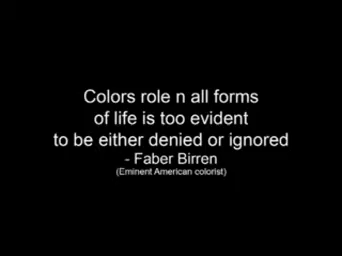 Colors role n all forms
of life is too evident
to be either denied or ignored
- Faber Birren
(Eminent American colorist)